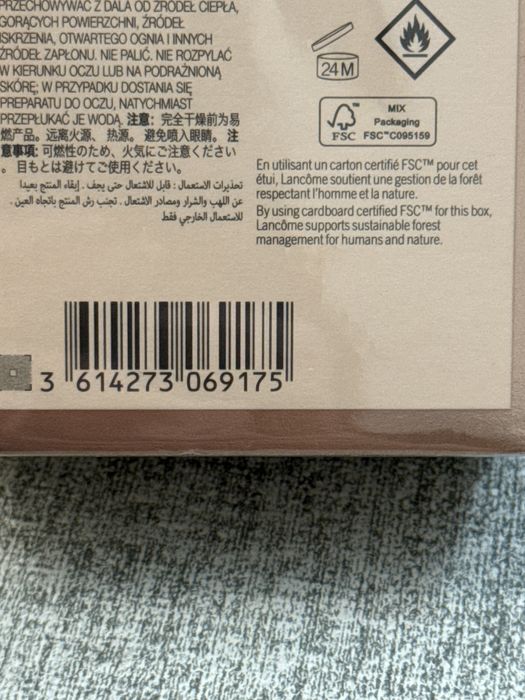 PRZECHOWYWAĆ Z DALA OD ŹRÓDEŁ CIEPŁA,
GORĄCYCH POWIERZCHNI, ŹRÓDEŁ
ISKRZENIA, OTWARTEGO OGNIA I INNYCH
ŹRÓDEŁ ZAPŁONU. NIE PALIĆ. NIE ROZPYLAĆ
W KIERUNKU OCZU LUB NA PODRAŻNIONĄ
SKÓRĘ; W PRZYPADKU DOSTANIA SIĘ
PREPARATU DO OCZU, NATYCHMIAST
PRZEPŁUKAĆ JE WODĄ. 注意：完全干燥前为易
燃产品。远离火源、 热源。 避免喷入眼睛。 注
意事項: 可燃性のため、火気にご注意ください
。 目もとは避けてご使用ください。
تحذيرات الاستعمال : قابل للاشتعال حتى يجف . إبقاء المنتج بعيدا
عن اللهب والشرار ومصادر الاشتعال . تجنب رش المنتج باتجاه العين .
للاستعمال الخارجي فقط
24M
FSC
MIX
Packaging
FSC™C095159
En utilisant un carton certifié FSC™ pour cet
étui, Lancôme soutient une gestion de la forêt
respectant l'homme et la nature.
By using cardboard certified FSC™ for this box,
Lancôme supports sustainable forest
management for humans and nature.
3 614273 069175